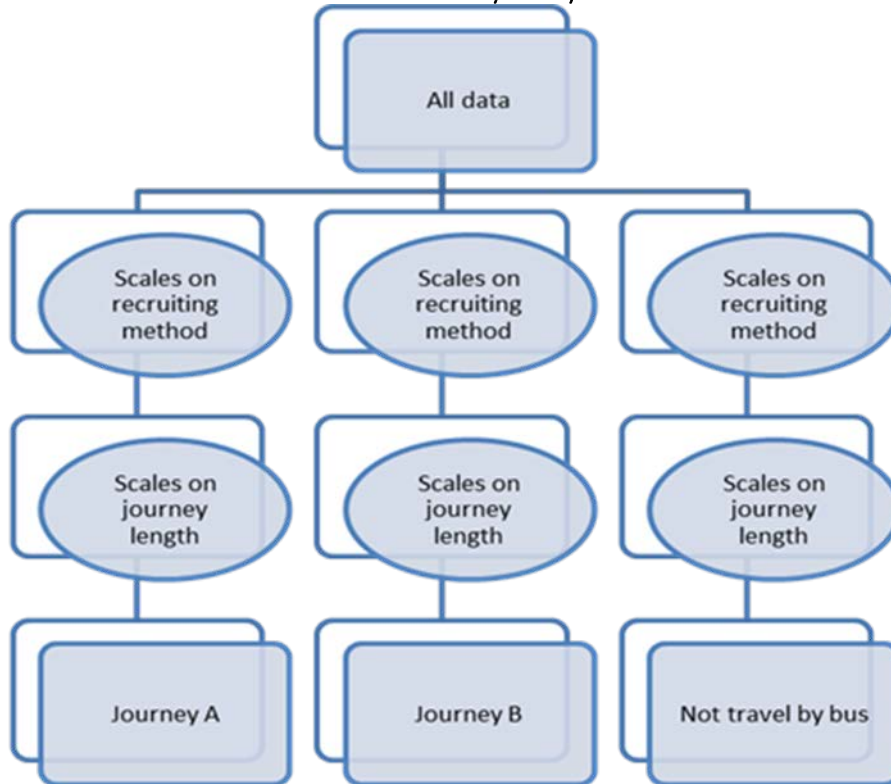 All data
Scales on
recruiting
method
Scales on
recruiting
method
Scales on
recruiting
method
Scales on
journey
length
Scales on
journey
length
Scales on
journey
length
Journey A
Journey B
Not travel by bus